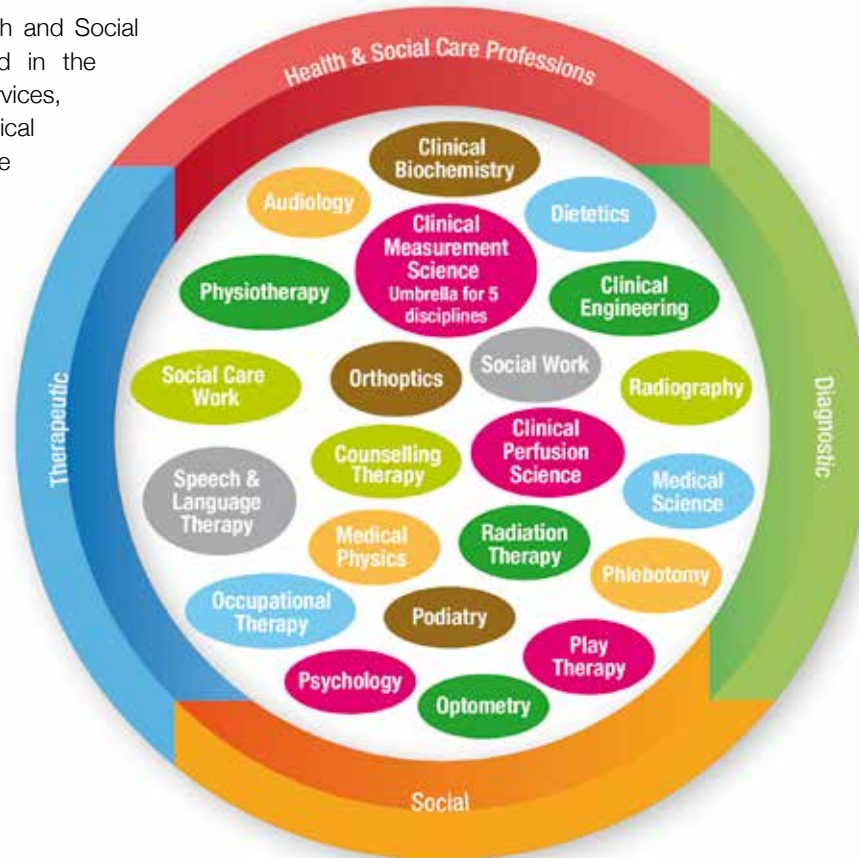 h and Social
d in the
rvices,
ical
e
Health & Social Care Professions
Therapeutic
Diagnostic
Social
Clinical
Biochemistry
Audiology
Dietetics
Clinical
Measurement
Science
Umbrella for 5
disciplines
Physiotherapy
Clinical
Engineering
Social Care
Work
Orthoptics
Social Work
Radiography
Counselling
Therapy
Clinical
Perfusion
Science
Speech &
Language
Therapy
Medical
Science
Medical
Physics
Radiation
Therapy
Phlebotomy
Occupational
Therapy
Podiatry
Play
Therapy
Psychology
Optometry